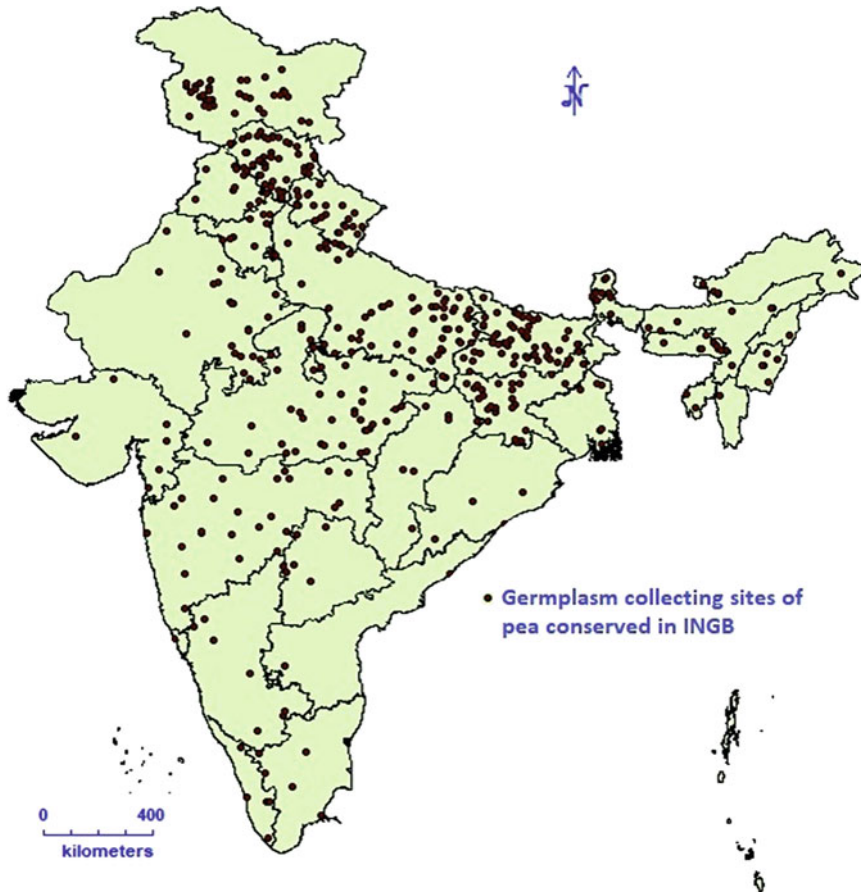 N
Germplasm collecting sites of
pea conserved in INGB
0 400
kilometers